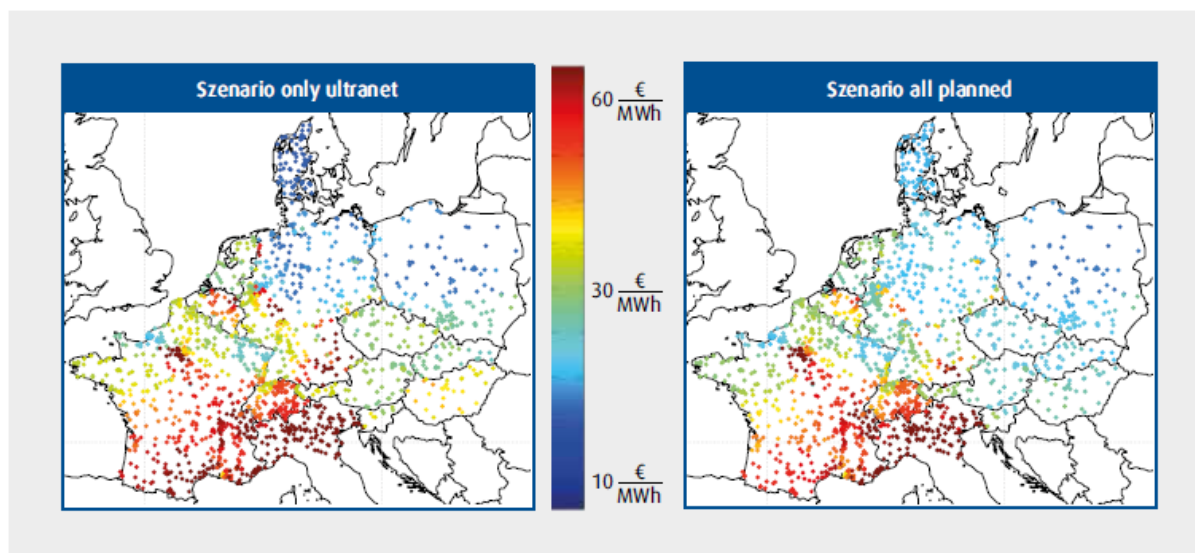 Szenario only ultranet
60 €
MWh
30 €
MWh
10 €
MWh
Szenario all planned